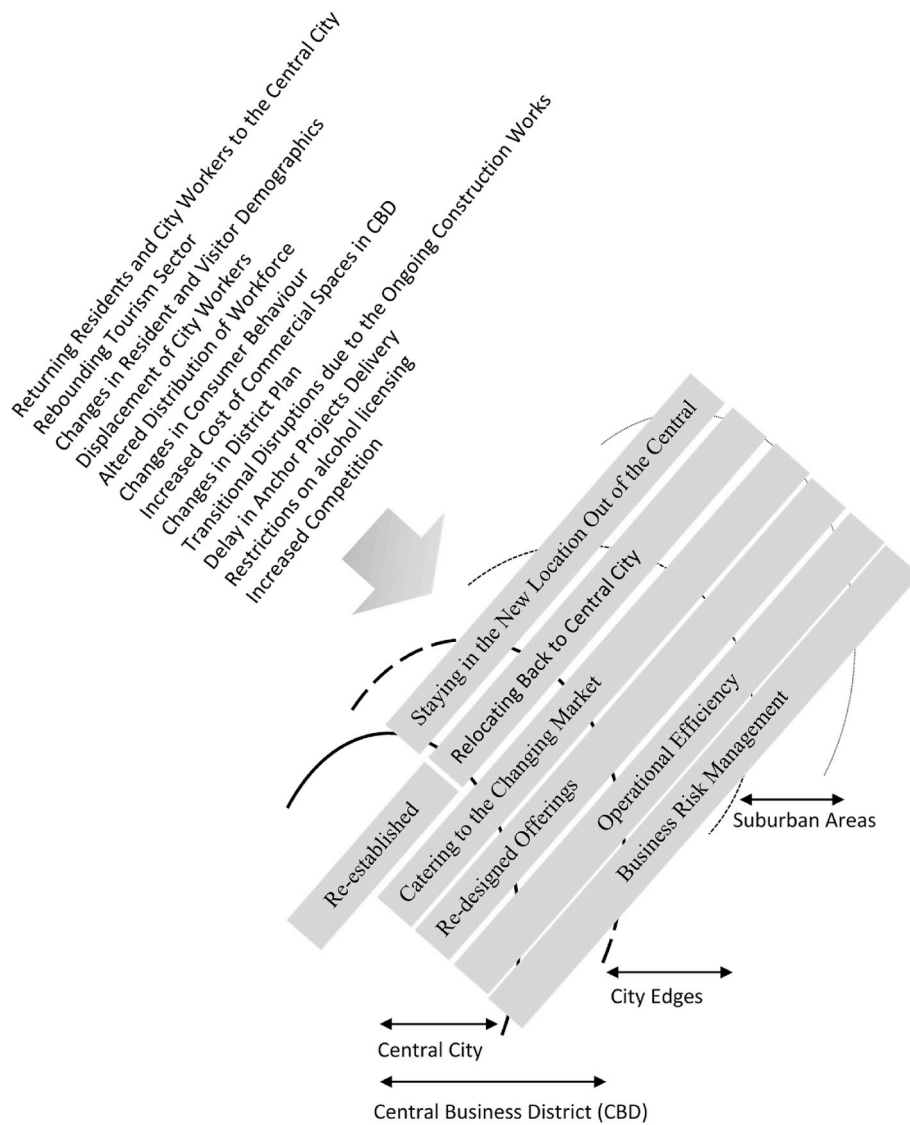 Returning Residents and City Workers to the Central City
Rebounding Tourism Sector
Changes in Resident and Visitor Demographics
Displacement of City Workers
Altered Distribution of Workforce
Changes in Consumer Behaviour
Increased Cost of Commercial Spaces in CBD
Changes in District Plan
Transitional Disruptions due to the Ongoing Construction Works
Delay in Anchor Projects Delivery
Restrictions on alcohol licensing
Increased Competition
Staying in the New Location Out of the Central
Relocating Back to Central City
Re-established
Catering to the Changing Market
Re-designed Offerings
Operational Efficiency
Business Risk Management
Suburban Areas
City Edges
Central City
Central Business District (CBD)